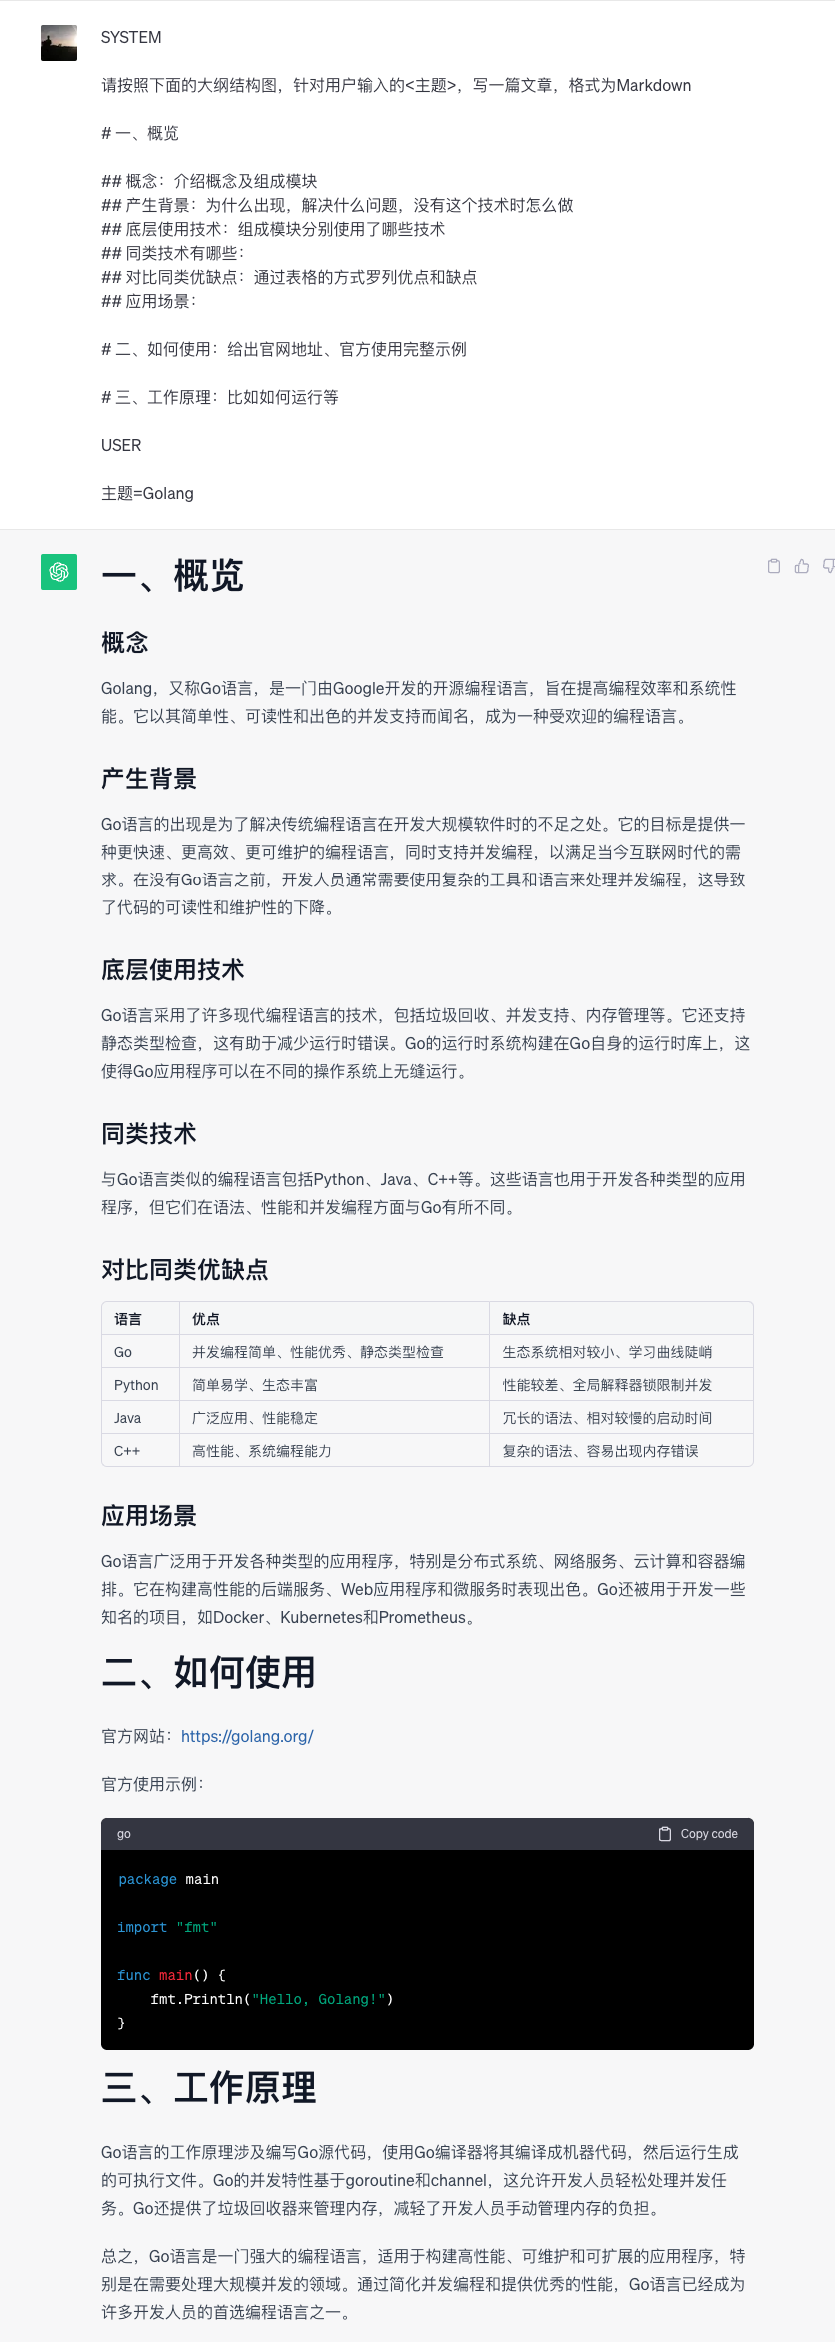 SYSTEM
请按照下面的大纲结构图，针对用户输入的<主题>，写一篇文章，格式为Markdown
# 一、概览
## 概念：介绍概念及组成模块
## 产生背景：为什么出现，解决什么问题，没有这个技术时怎么做
## 底层使用技术：组成模块分别使用了哪些技术
## 同类技术有哪些：
## 对比同类优缺点：通过表格的方式罗列优点和缺点
## 应用场景：
# 二、如何使用：给出官网地址、官方使用完整示例
# 三、工作原理：比如如何运行等
USER
主题=Golang
一、概览
概念
Golang，又称Go语言，是一门由Google开发的开源编程语言，旨在提高编程效率和系统性
能。它以其简单性、可读性和出色的并发支持而闻名，成为一种受欢迎的编程语言。
产生背景
Go语言的出现是为了解决传统编程语言在开发大规模软件时的不足之处。它的目标是提供一
种更快速、更高效、更可维护的编程语言，同时支持并发编程，以满足当今互联网时代的需
求。在没有Go语言之前，开发人员通常需要使用复杂的工具和语言来处理并发编程，这导致
了代码的可读性和维护性的下降。
底层使用技术
Go语言采用了许多现代编程语言的技术，包括垃圾回收、并发支持、内存管理等。它还支持
静态类型检查，这有助于减少运行时错误。Go的运行时系统构建在Go自身的运行时库上，这
使得Go应用程序可以在不同的操作系统上无缝运行。
同类技术
与Go语言类似的编程语言包括Python、Java、C++等。这些语言也用于开发各种类型的应用
程序，但它们在语法、性能和并发编程方面与Go有所不同。
对比同类优缺点
语言 优点 缺点
Go 并发编程简单、性能优秀、静态类型检查 生态系统相对较小、学习曲线陡峭
Python 简单易学、生态丰富 性能较差、全局解释器锁限制并发
Java 广泛应用、性能稳定 冗长的语法、相对较慢的启动时间
C++ 高性能、系统编程能力 复杂的语法、容易出现内存错误
应用场景
Go语言广泛用于开发各种类型的应用程序，特别是分布式系统、网络服务、云计算和容器编
排。它在构建高性能的后端服务、Web应用程序和微服务时表现出色。Go还被用于开发一些
知名的项目，如Docker、Kubernetes和Prometheus。
二、如何使用
官方网站：https://golang.org/
官方使用示例：
go Copy code
package main
import "fmt"
func main() {
    fmt.Println("Hello, Golang!")
}
三、工作原理
Go语言的工作原理涉及编写Go源代码，使用Go编译器将其编译成机器代码，然后运行生成
的可执行文件。Go的并发特性基于goroutine和channel，这允许开发人员轻松处理并发任
务。Go还提供了垃圾回收器来管理内存，减轻了开发人员手动管理内存的负担。
总之，Go语言是一门强大的编程语言，适用于构建高性能、可维护和可扩展的应用程序，特
别是在需要处理大规模并发的领域。通过简化并发编程和提供优秀的性能，Go语言已经成为
许多开发人员的首选编程语言之一。